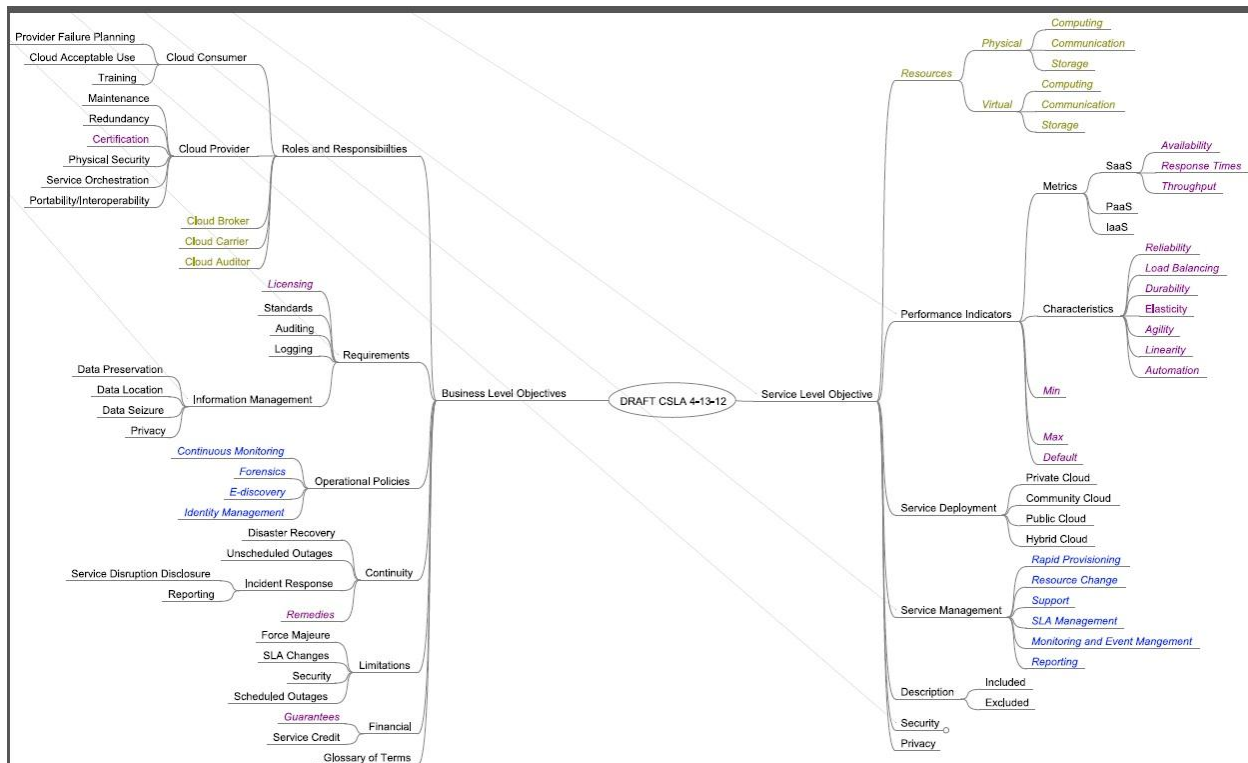 Provider Failure Planning
Cloud Acceptable Use
Training
Cloud Consumer
Maintenance
Redundancy
Certification
Physical Security
Service Orchestration
Portability/Interoperability
Cloud Provider
Roles and Responsibiilties
Cloud Broker
Cloud Carrier
Cloud Auditor
Licensing
Standards
Auditing
Logging
Requirements
Data Preservation
Data Location
Data Seizure
Privacy
Information Management
Business Level Objectives
Continuous Monitoring
Forensics
E-discovery
Identity Management
Operational Policies
Disaster Recovery
Unscheduled Outages
Service Disruption Disclosure
Reporting
Incident Response
Continuity
Remedies
Force Majeure
SLA Changes
Security
Scheduled Outages
Limitations
Guarantees
Service Credit
Financial
Glossary of Terms
DRAFT CSLA 4-13-12
Service Level Objective
Resources
Physical
Computing
Communication
Storage
Virtual
Computing
Communication
Storage
Performance Indicators
Metrics
SaaS
Availability
Response Times
Throughput
PaaS
IaaS
Characteristics
Reliability
Load Balancing
Durability
Elasticity
Agility
Linearity
Automation
Min
Max
Default
Service Deployment
Private Cloud
Community Cloud
Public Cloud
Hybrid Cloud
Service Management
Rapid Provisioning
Resource Change
Support
SLA Management
Monitoring and Event Mangement
Reporting
Description
Included
Excluded
Security
Privacy